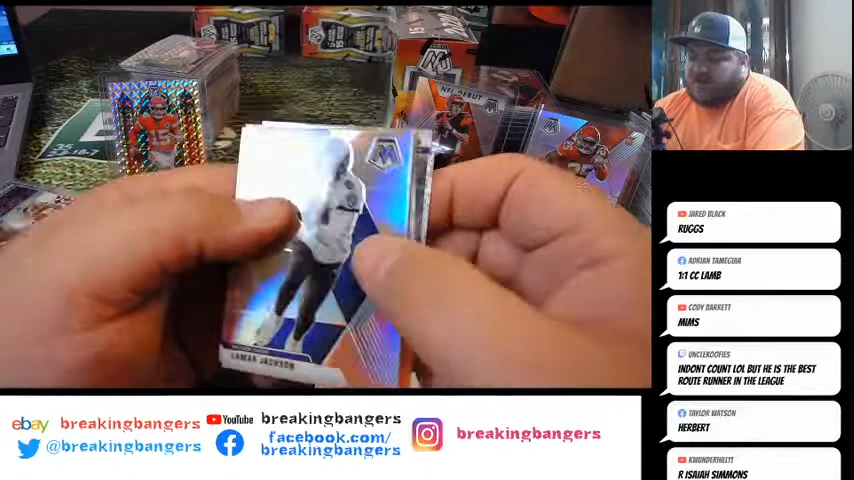 NFL DEBUT
LAMAR JACKSON
JARED BLACK
RUGGS
ADRIAN TAMEGUIA
1:1 CC LAMB
CODY BARRETT
MIMS
UNCLEKOOFIES
INDONT COUNT LOL BUT HE IS THE BEST
ROUTE RUNNER IN THE LEAGUE
TAYLOR WATSON
HERBERT
KWUNDERHILL11
R ISAIAH SIMMONS
ebay breakingbangers
YouTube breakingbangers
@breakingbangers
facebook.com/
breakingbangers
breakingbangers